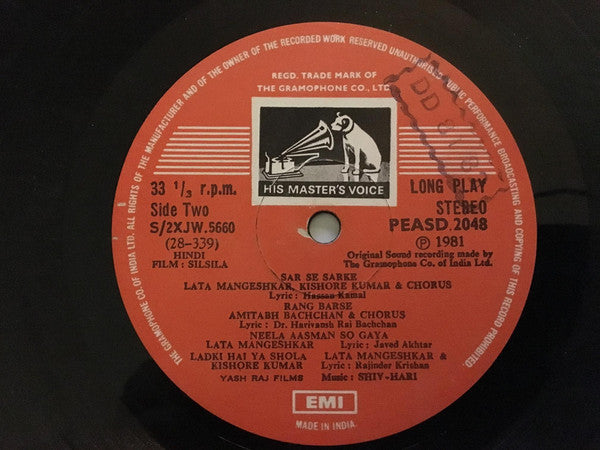 ALL RIGHTS OF THE MANUFACTURER AND OF THE OWNER OF THE RECORDED WORK RESERVED UNAUTHORISED PUBLIC PERFORMANCE BROADCASTING AND COPYING OF THIS RECORD PROHIBITED.
THE GRAMOPHONE CO. OF INDIA LTD.
REGD. TRADE MARK OF
THE GRAMOPHONE CO., LTD
HIS MASTER'S VOICE
33 1/3 r.p.m.
Side Two
S/2XJW.5660
(28-339)
HINDI
FILM : SILSILA
LONG PLAY
STEREO
PEASD.2048
Ⓟ 1981
Original Sound recording made by
The Gramophone Co. of India Ltd.
SAR SE SARKE
LATA MANGESHKAR, KISHORE KUMAR & CHORUS
Lyric : Hassan Kamal
RANG BARSE
AMITABH BACHCHAN & CHORUS
Lyric : Dr. Harivansh Rai Bachchan
NEELA AASMAN SO GAYA
LATA MANGESHKAR Lyric : Javed Akhtar
LADKI HAI YA SHOLA LATA MANGESHKAR &
KISHORE KUMAR Lyric : Rajinder Krishan
YASH RAJ FILMS Music : SHIV-HARI
EMI
MADE IN INDIA.